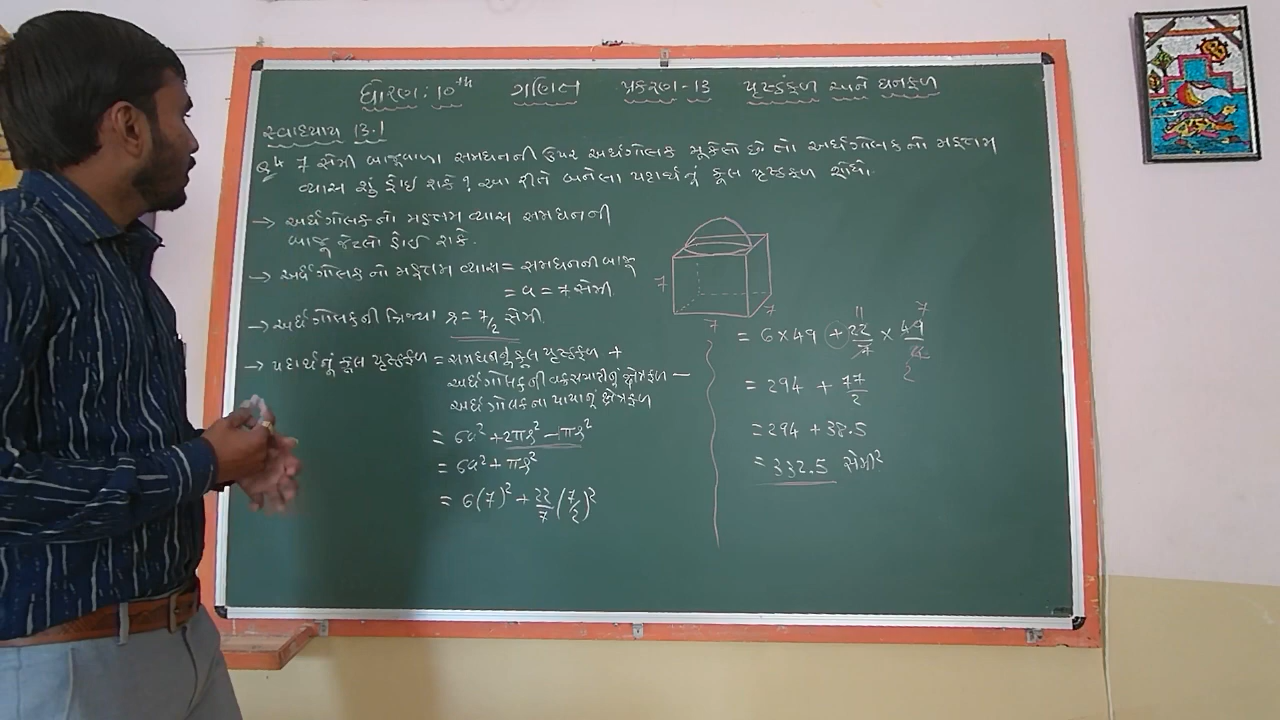 ધોરણ : 10th ગણિત પ્રકરણ - 13 પૃષ્ઠફળ અને ઘનફળ
સ્વાધ્યાય 13.1
Q4 7 સેમી બાજુવાળા સમઘનની ઉપર અર્ધગોલક મૂકેલો છે તો અર્ધગોલકનો મહત્તમ
વ્યાસ શું હોઈ શકે ? આ રીતે બનેલા પદાર્થનું કુલ પૃષ્ઠફળ શોધો.
→ અર્ધગોલકનો મહત્તમ વ્યાસ સમઘનની
બાજુ જેટલો હોઈ શકે.
→ અર્ધગોલકનો મહત્તમ વ્યાસ = સમઘનની બાજુ
= a = 7 સેમી
→ અર્ધગોલકની ત્રિજ્યા r = 7/2 સેમી
→ પદાર્થનું કુલ પૃષ્ઠફળ = સમઘનનું કુલ પૃષ્ઠફળ +
અર્ધગોલકની વક્રસપાટીનું ક્ષેત્રફળ —
અર્ધગોલકના પાયાનું ક્ષેત્રફળ
= 6a² + 2πr² - πr²
= 6a² + πr²
= 6(7)² + 22/7 (7/2)²
7
7
7
11 7
= 6 × 49 + 22/7 × 49/4
2
= 294 + 77/2
= 294 + 38.5
= 332.5 સેમી²